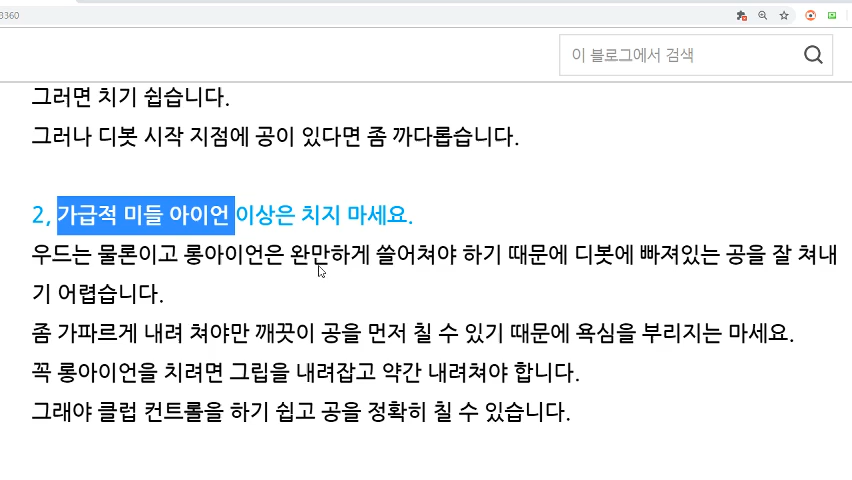 3360
이 블로그에서 검색
그러면 치기 쉽습니다.
그러나 디봇 시작 지점에 공이 있다면 좀 까다롭습니다.
2, 가급적 미들 아이언 이상은 치지 마세요.
우드는 물론이고 롱아이언은 완만하게 쓸어쳐야 하기 때문에 디봇에 빠져있는 공을 잘 쳐내
기 어렵습니다.
좀 가파르게 내려 쳐야만 깨끗이 공을 먼저 칠 수 있기 때문에 욕심을 부리지는 마세요.
꼭 롱아이언을 치려면 그립을 내려잡고 약간 내려쳐야 합니다.
그래야 클럽 컨트롤을 하기 쉽고 공을 정확히 칠 수 있습니다.